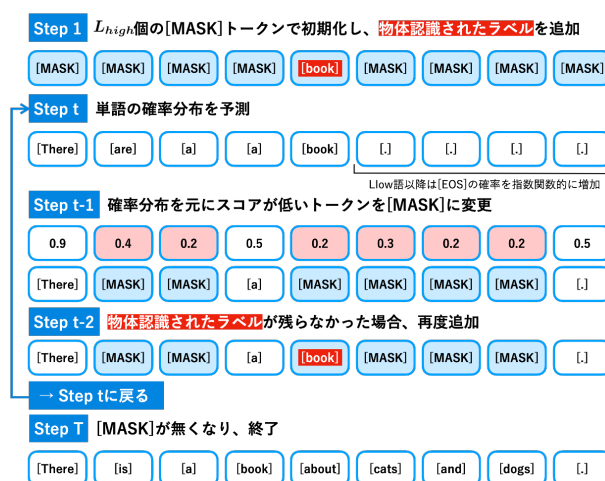 Step 1 L_high個の[MASK]トークンで初期化し、物体認識されたラベルを追加
[MASK] [MASK] [MASK] [MASK] [book] [MASK] [MASK] [MASK] [MASK]
Step t 単語の確率分布を予測
[There] [are] [a] [a] [book] [.] [.] [.] [.]
Llow語以降は[EOS]の確率を指数関数的に増加
Step t-1 確率分布を元にスコアが低いトークンを[MASK]に変更
0.9 0.4 0.2 0.5 0.2 0.3 0.2 0.2 0.5
[There] [MASK] [MASK] [a] [MASK] [MASK] [MASK] [MASK] [.]
Step t-2 物体認識されたラベルが残らなかった場合、再度追加
[There] [MASK] [MASK] [a] [book] [MASK] [MASK] [MASK] [.]
→ Step tに戻る
Step T [MASK]が無くなり、終了
[There] [is] [a] [book] [about] [cats] [and] [dogs] [.]